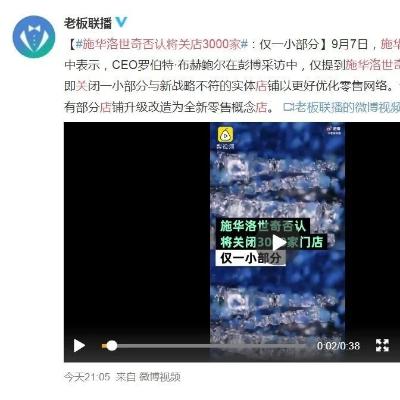 老板联播
【#施华洛世奇否认将关店3000家#：仅一小部分】9月7日，施
中表示，CEO罗伯特·布赫鲍尔在彭博采访中，仅提到施华洛世奇
即关闭一小部分与新战略不符的实体店铺以更好优化零售网络。
有部分店铺升级改造为全新零售概念店。老板联播的微博视频
梨视频
施华洛世奇否认
将关闭3000家门店
仅一小部分
0:02/0:38
今天21:05 来自 微博视频